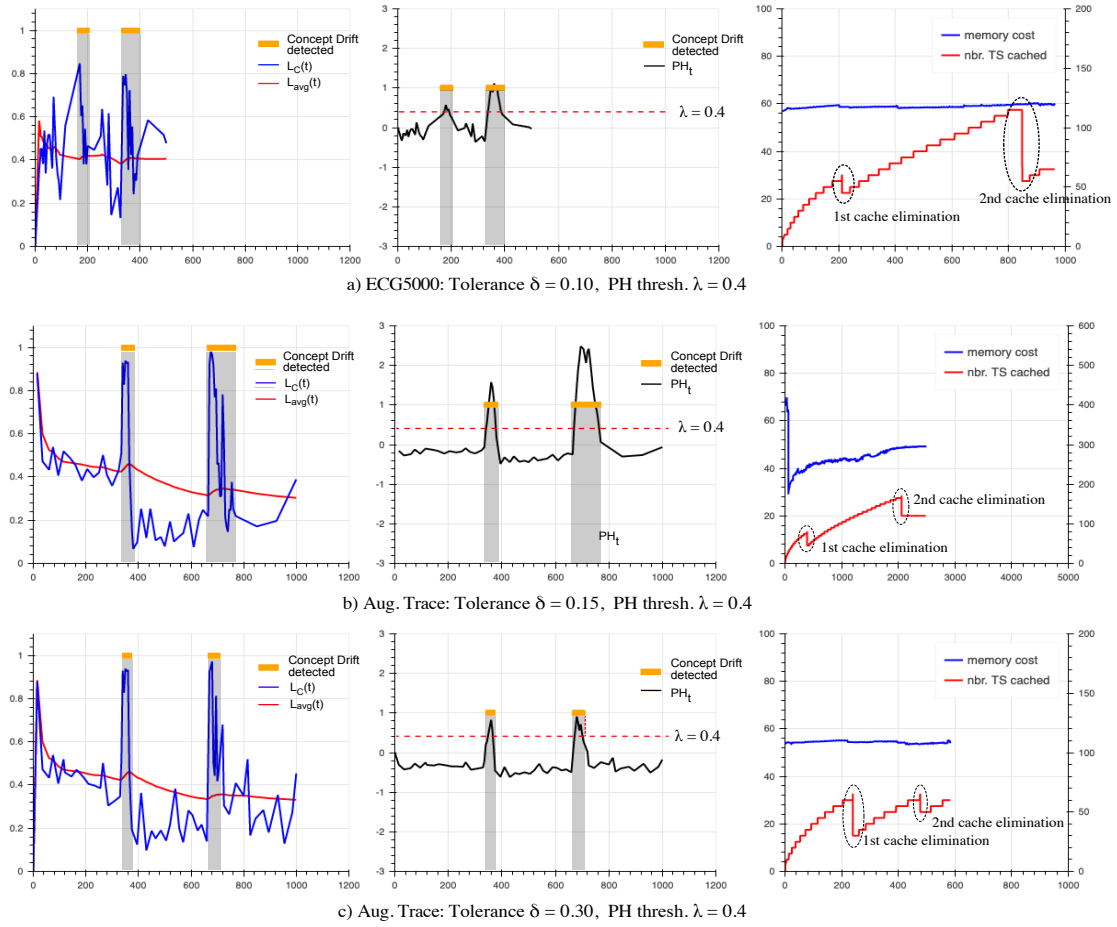 1
0.8
0.6
0.4
0.2
0
0 200 400 600 800 1000 1200
Concept Drift
detected
L_C(t)
L_avg(t)
3
2
1
0
-1
-2
-3
0 200 400 600 800 1000 1200
Concept Drift
detected
PH_t
λ = 0.4
100
80
60
40
20
0
200
150
100
50
0
0 200 400 600 800 1000
memory cost
nbr. TS cached
1st cache elimination
2nd cache elimination
a) ECG5000: Tolerance δ = 0.10, PH thresh. λ = 0.4
1
0.8
0.6
0.4
0.2
0
0 200 400 600 800 1000 1200
Concept Drift
detected
L_C(t)
L_avg(t)
3
2
1
0
-1
-2
-3
0 200 400 600 800 1000 1200
Concept Drift
detected
PH_t
λ = 0.4
PH_t
100
80
60
40
20
0
600
500
400
300
200
100
0
0 1000 2000 3000 4000 5000
memory cost
nbr. TS cached
2nd cache elimination
1st cache elimination
b) Aug. Trace: Tolerance δ = 0.15, PH thresh. λ = 0.4
1
0.8
0.6
0.4
0.2
0
0 200 400 600 800 1000 1200
Concept Drift
detected
L_C(t)
L_avg(t)
3
2
1
0
-1
-2
-3
0 200 400 600 800 1000 1200
Concept Drift
detected
PH_t
λ = 0.4
100
80
60
40
20
0
200
150
100
50
0
0 200 400 600 800 1000
memory cost
nbr. TS cached
2nd cache elimination
1st cache elimination
c) Aug. Trace: Tolerance δ = 0.30, PH thresh. λ = 0.4